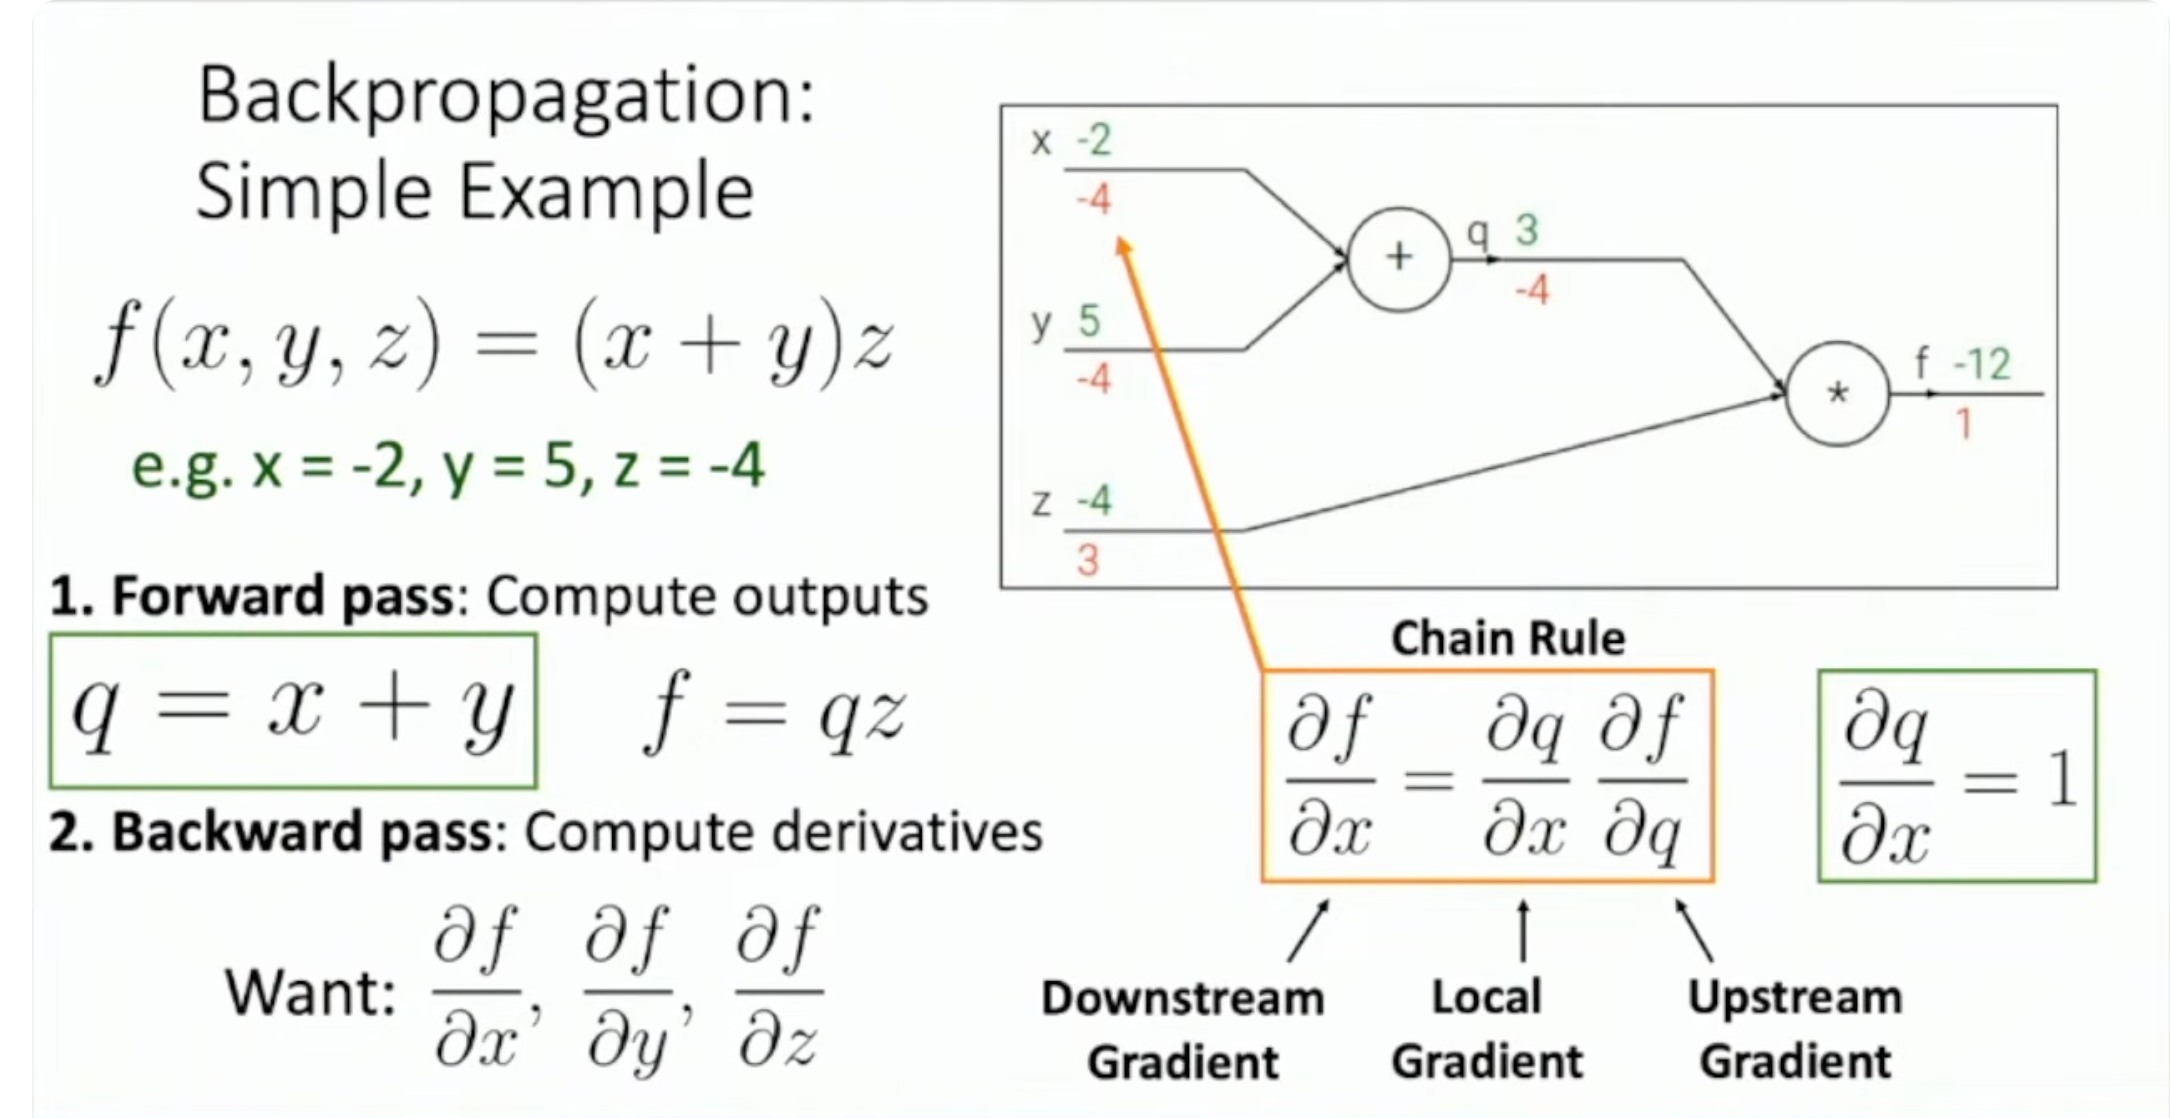 Backpropagation:
Simple Example
f(x, y, z) = (x + y)z
e.g. x = -2, y = 5, z = -4
1. Forward pass: Compute outputs
q = x + y
f = qz
2. Backward pass: Compute derivatives
Want: ∂f/∂x, ∂f/∂y, ∂f/∂z
x -2
-4
y 5
-4
z -4
3
+
q 3
-4
*
f -12
1
Chain Rule
∂f/∂x = ∂q/∂x ∂f/∂q
∂q/∂x = 1
Downstream
Gradient
Local
Gradient
Upstream
Gradient